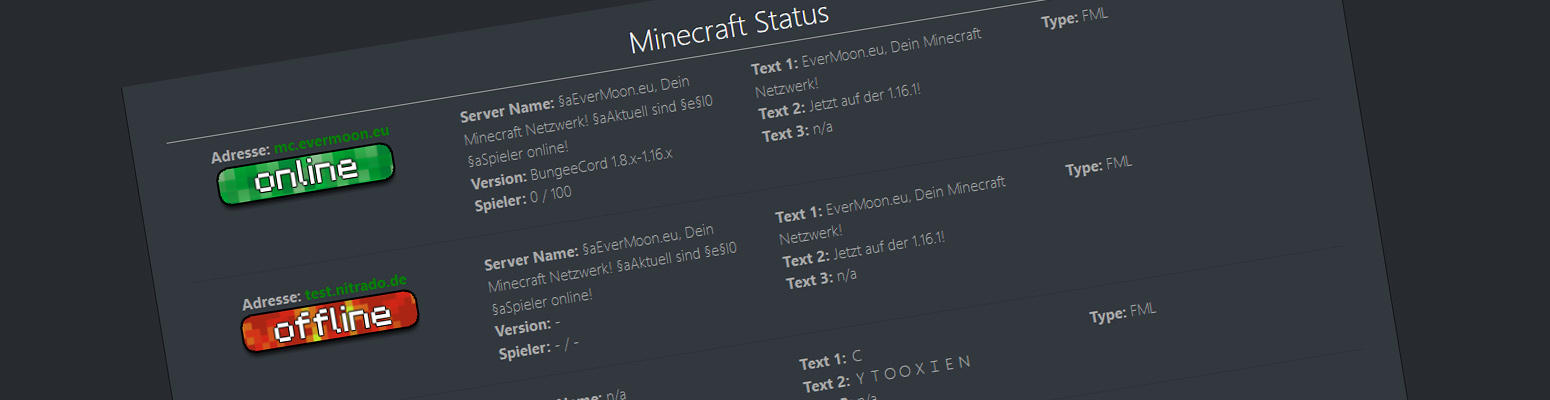 Minecraft Status
Adresse: mc.evermoon.eu
online
Server Name: §aEverMoon.eu, Dein
Minecraft Netzwerk! §aAktuell sind §e§l0
§aSpieler online!
Version: BungeeCord 1.8.x-1.16.x
Spieler: 0 / 100
Text 1: EverMoon.eu, Dein Minecraft
Netzwerk!
Text 2: Jetzt auf der 1.16.1!
Text 3: n/a
Type: FML
Adresse: test.nitrado.de
offline
Server Name: §aEverMoon.eu, Dein
Minecraft Netzwerk! §aAktuell sind §e§l0
§aSpieler online!
Version: -
Spieler: - / -
Text 1: EverMoon.eu, Dein Minecraft
Netzwerk!
Text 2: Jetzt auf der 1.16.1!
Text 3: n/a
Type: FML
n/a
Text 1: C
Text 2: Y T O O X I E N
n/a
Type: FML